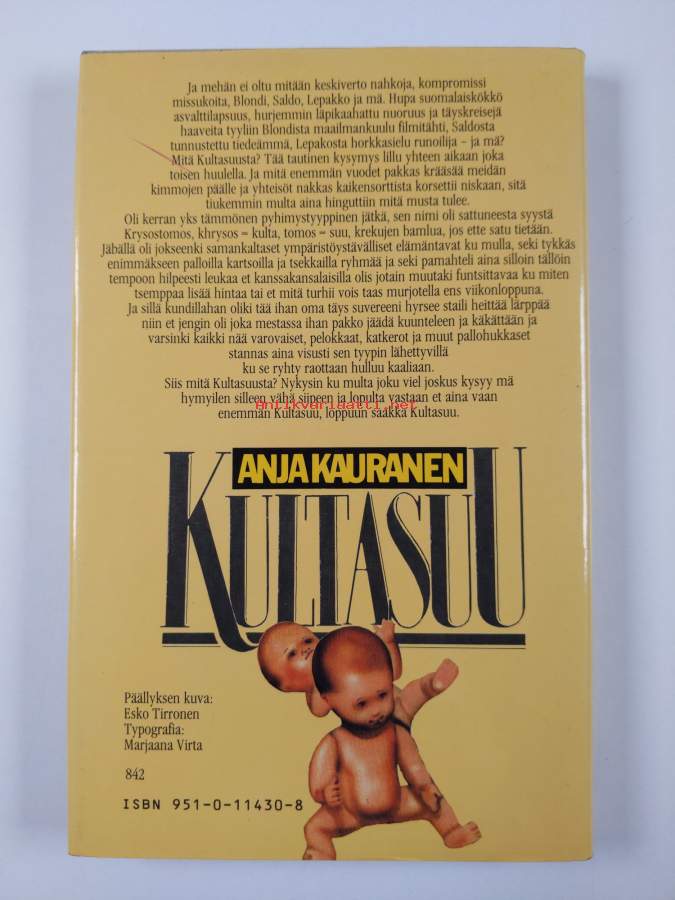 Ja mehän ei oltu mitään keskiverto nahkoja, kompromissi
missukoita, Blondi, Saldo, Lepakko ja mä. Hupa suomalaiskökkö
asvalttilapsuus, hurjemmin läpikaahattu nuoruus ja täyskreisejä
haaveita tyyliin Blondista maailmankuulu filmitähti, Saldosta
tunnustettu tiedeämmä, Lepakosta horkkasielu runoilija – ja mä?
Mitä Kultasuusta? Tää tautinen kysymys lillu yhteen aikaan joka
toisen huulella. Ja mitä enemmän vuodet pakkas krääsää meidän
kimmojen päälle ja yhteisöt nakkas kaikensorttista korsettii niskaan, sitä
tiukemmin multa aina hinguttiin mitä musta tulee.
Oli kerran yks tämmönen pyhimystyyppinen jätkä, sen nimi oli sattuneesta syystä
Krysostomos, khrysos = kulta, tomos = suu, krekujen bamlua, jos ette satu tietään.
Jäbällä oli jokseenki samankaltaset ympäristöystävälliset elämäntavat ku mulla, seki tykkäs
enimmäkseen palloilla kartsoilla ja tsekkailla ryhmää ja seki pamahteli aina silloin tällöin
tempoon hilpeesti leukaa et kanssakansalaisilla olis jotain muutaki funtsittavaa ku miten
tsemppaa lisää hintaa tai et mitä turhii vois taas murjotella ens viikonloppuna.
Ja sillä kundillahan oliki tää ihan oma täys suvereeni hyrsee staili heittää lärppää
niin et jengin oli joka mestassa ihan pakko jäädä kuunteleen ja käkättään ja
varsinki kaikki nää varovaiset, pelokkaat, katkerot ja muut pallohukkaset
stannas aina visusti sen tyypin lähettyvillä
ku se ryhty raottaan hulluu kaaliaan.
Siis mitä Kultasuusta? Nykysin ku multa joku viel joskus kysyy mä
hymyilen silleen vähä siipeen ja lopulta vastaan et aina vaan
antikvariaatti.net
enemmän Kultasuu, loppuun saakka Kultasuu.
ANJA KAURANEN
KULTASUU
Päällyksen kuva:
Esko Tirronen
Typografia:
Marjaana Virta
842
ISBN 951-0-11430-8